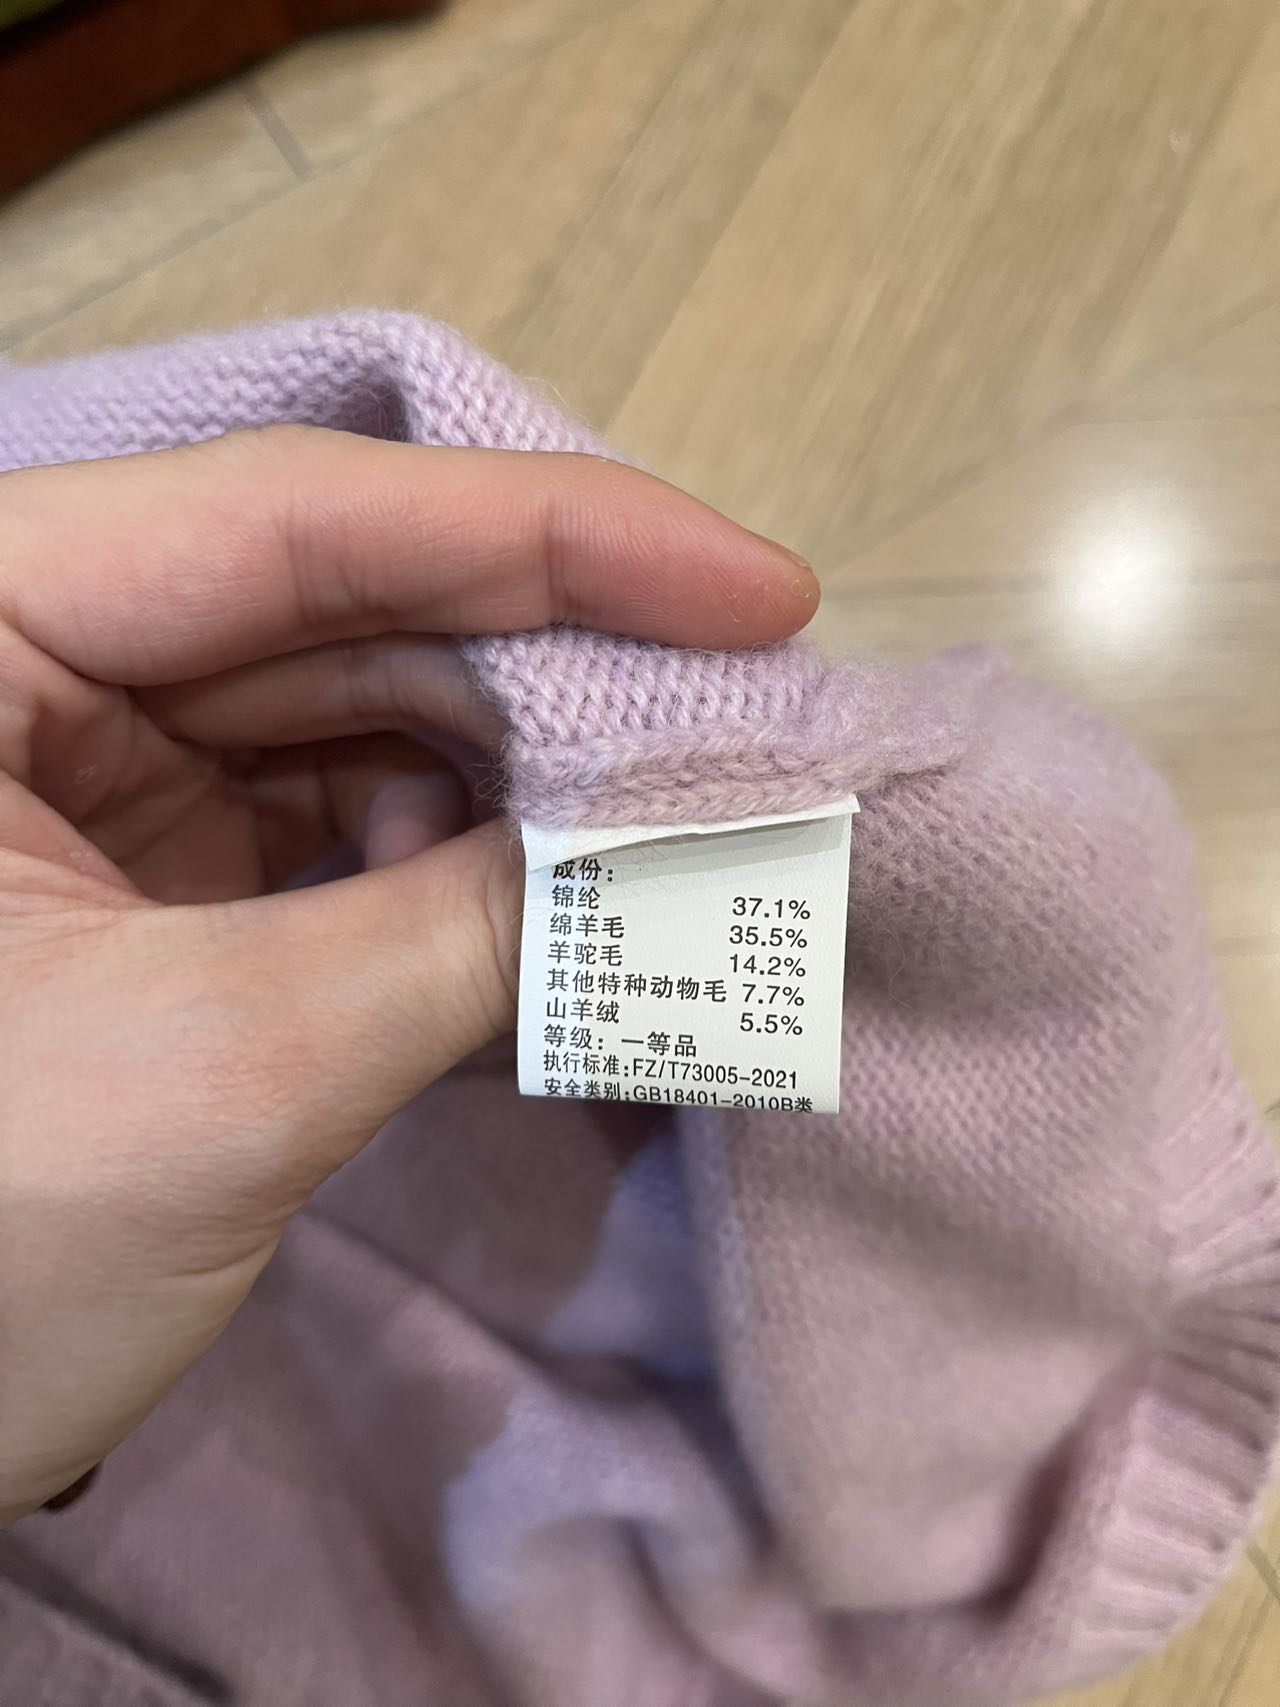 成份：
锦纶 37.1%
绵羊毛 35.5%
羊驼毛 14.2%
其他特种动物毛 7.7%
山羊绒 5.5%
等级：一等品
执行标准:FZ/T73005-2021
安全类别:GB18401-2010B类